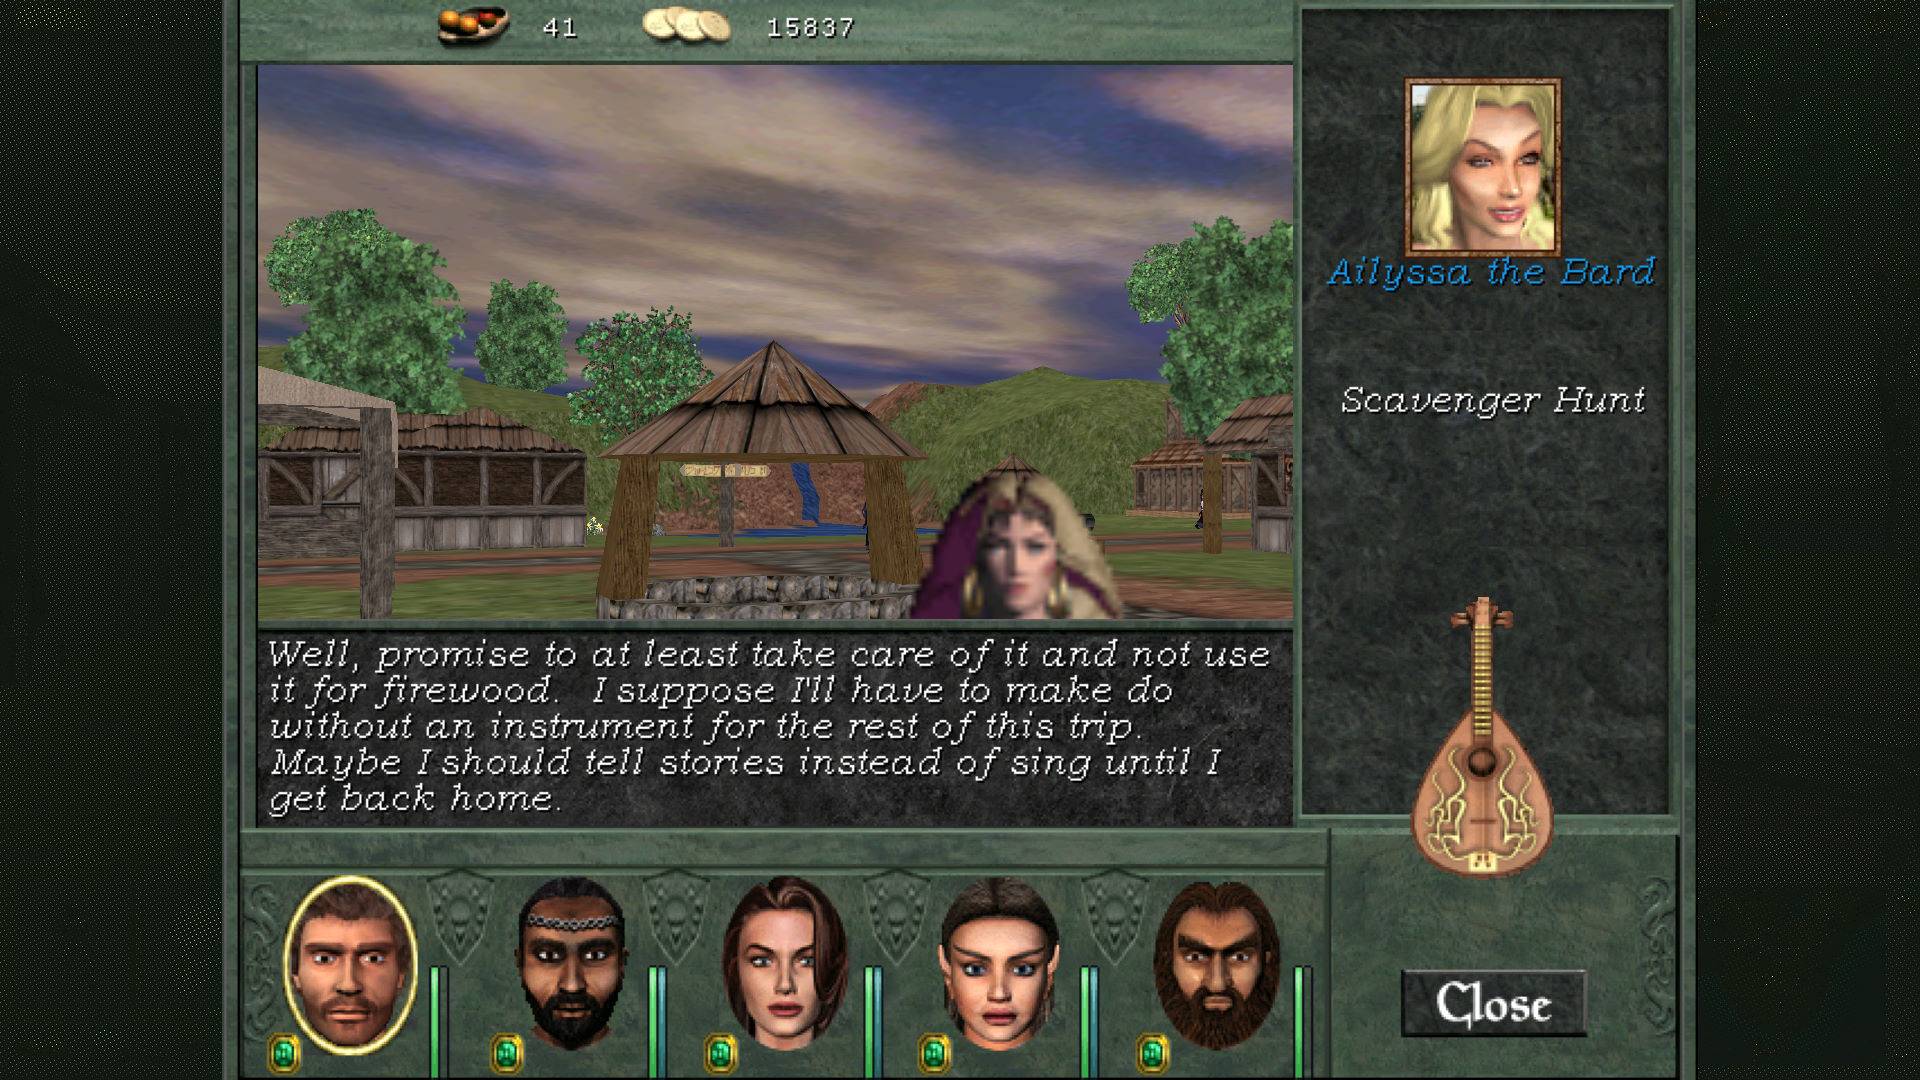 41 15837
Ailyssa the Bard
Scavenger Hunt
Well, promise to at least take care of it and not use
it for firewood.  I suppose I'll have to make do
without an instrument for the rest of this trip.
Maybe I should tell stories instead of sing until I
get back home.
Close